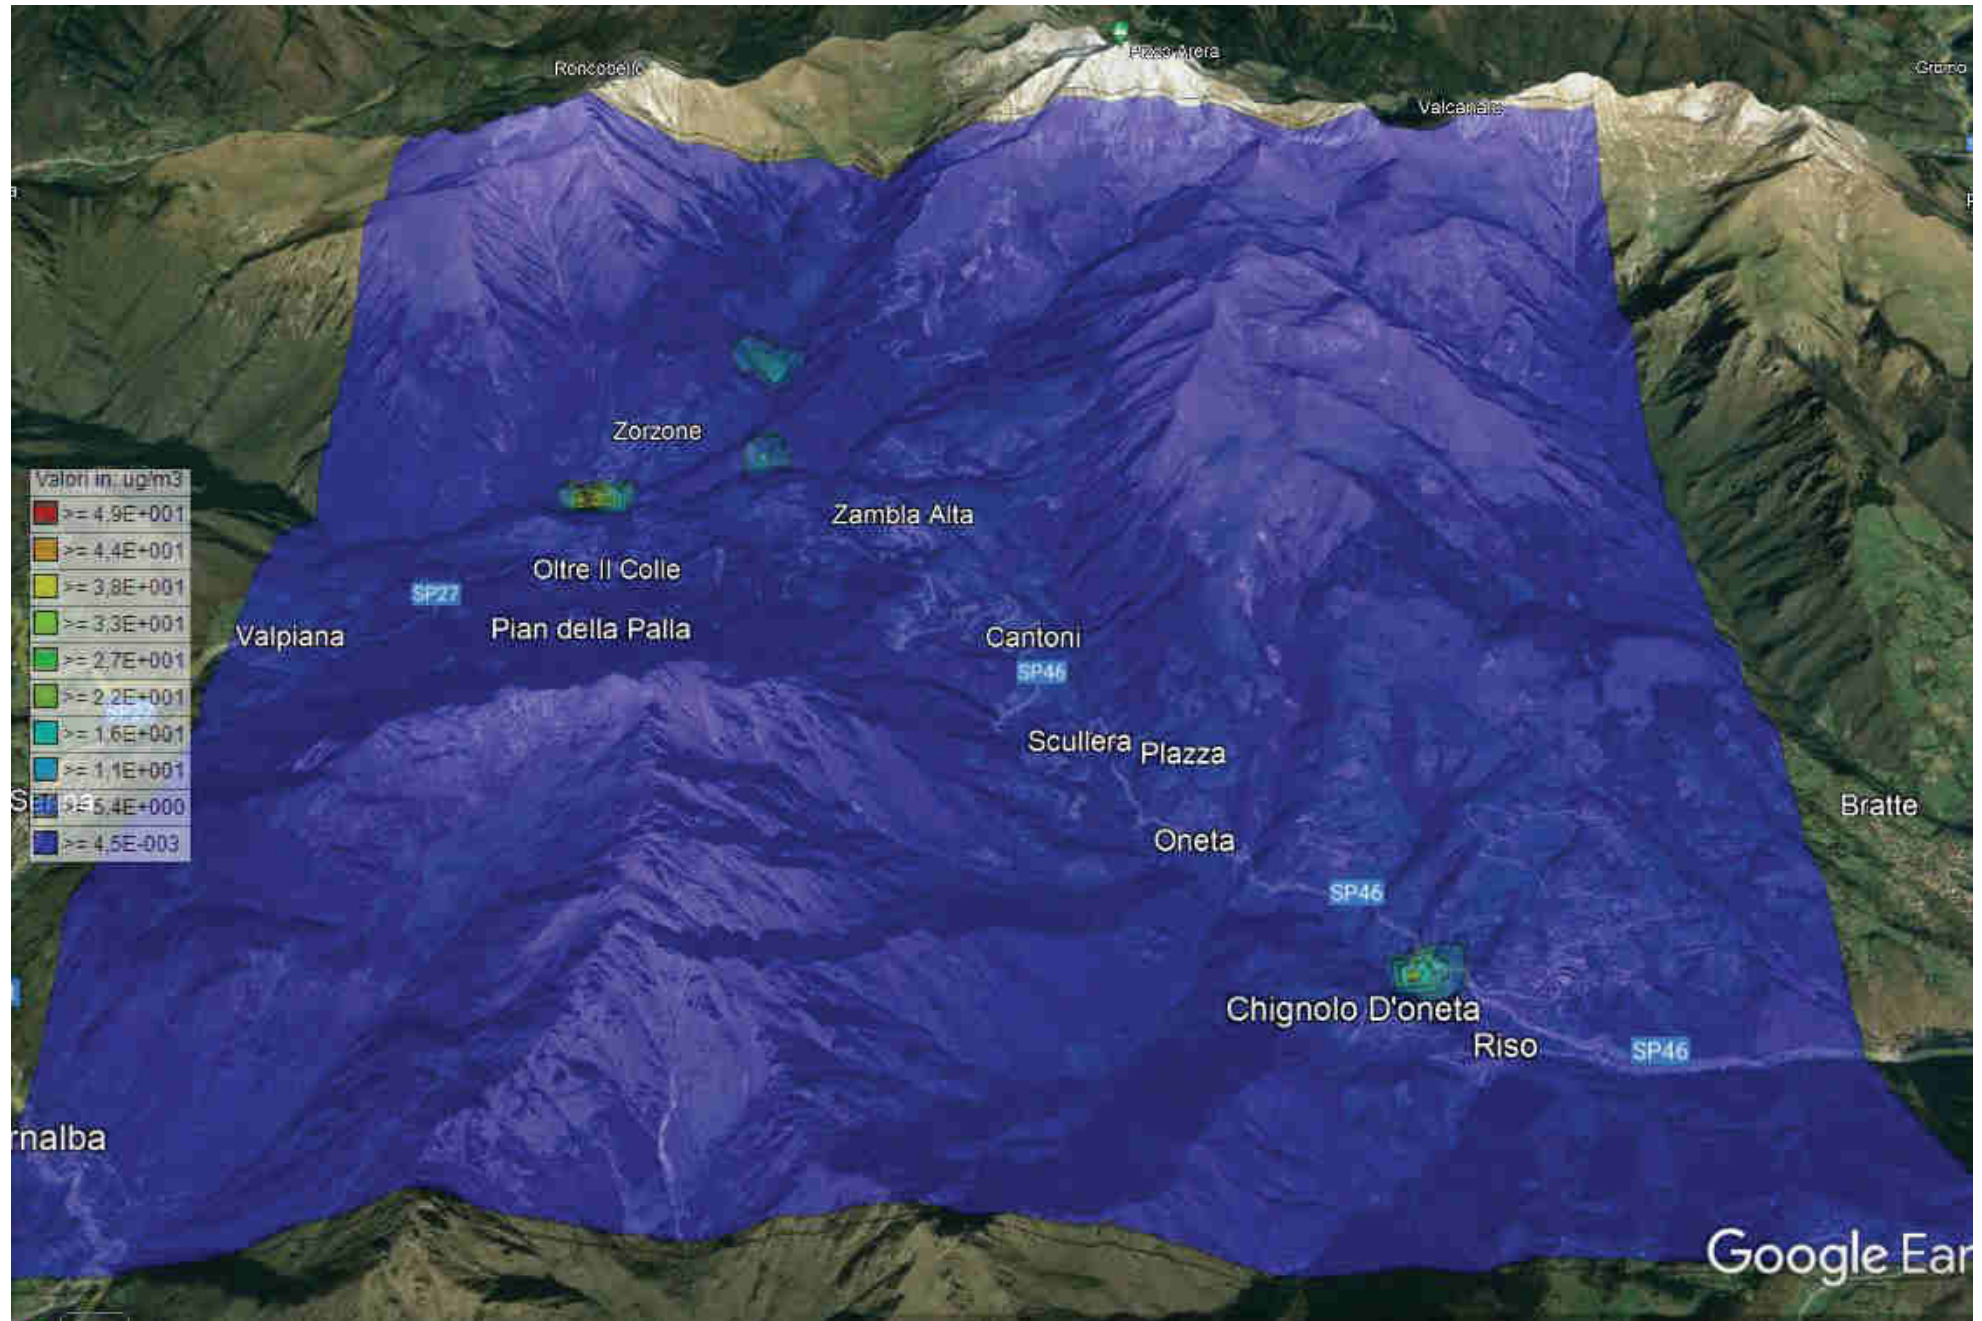 Roncobello
Pizzo Arera
Valcanale
Zorzone
Valori in: ug/m3
>= 4,9E+001
>= 4,4E+001
>= 3,8E+001
>= 3,3E+001
>= 2,7E+001
>= 2,2E+001
>= 1,6E+001
>= 1,1E+001
>= 5,4E+000
>= 4,5E-003
Zambla Alta
Oltre Il Colle
SP27
Pian della Palla
Valpiana
Cantoni
SP46
Scullera
Plazza
Bratte
Oneta
SP46
Chignolo D'oneta
Riso
SP46
rnalba
Google Ear